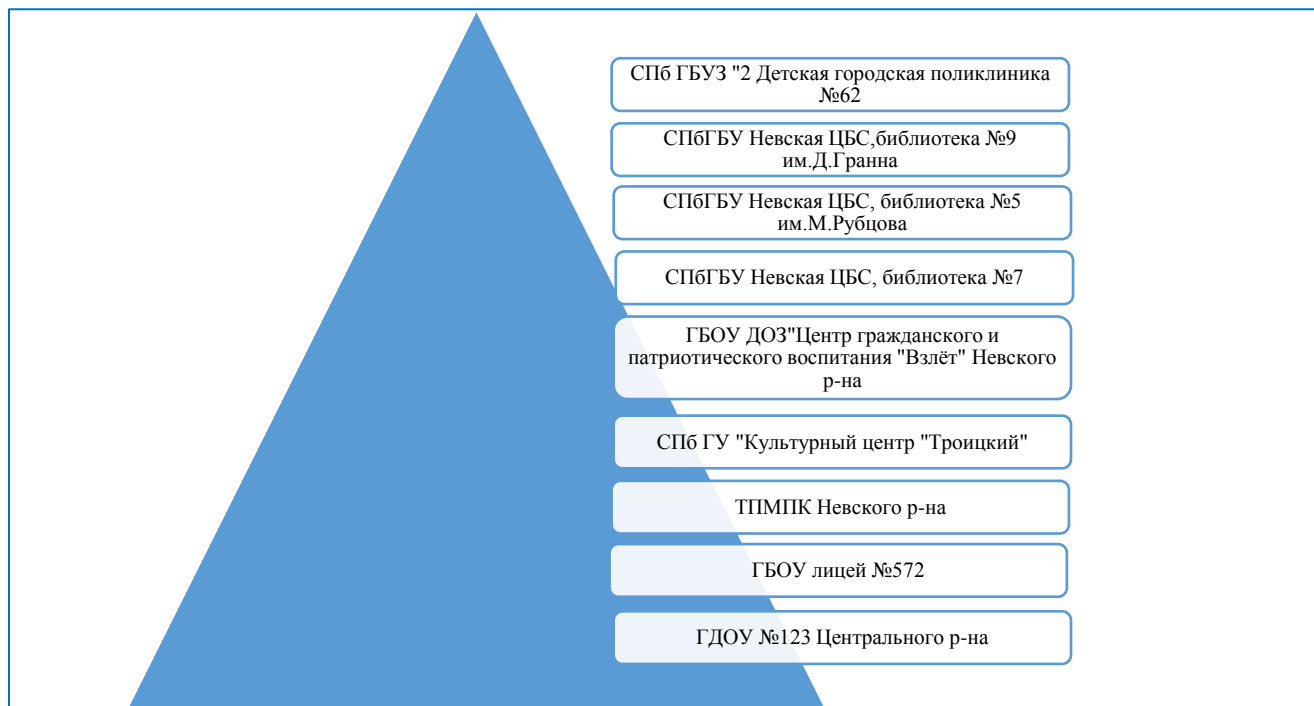 СПб ГБУЗ "2 Детская городская поликлиника
№62
СПбГБУ Невская ЦБС,библиотека №9
им.Д.Гранна
СПбГБУ Невская ЦБС, библиотека №5
им.М.Рубцова
СПбГБУ Невская ЦБС, библиотека №7
ГБОУ ДОЗ"Центр гражданского и
патриотического воспитания "Взлёт" Невского
р-на
СПб ГУ "Культурный центр "Троицкий"
ТПМПК Невского р-на
ГБОУ лицей №572
ГДОУ №123 Центрального р-на